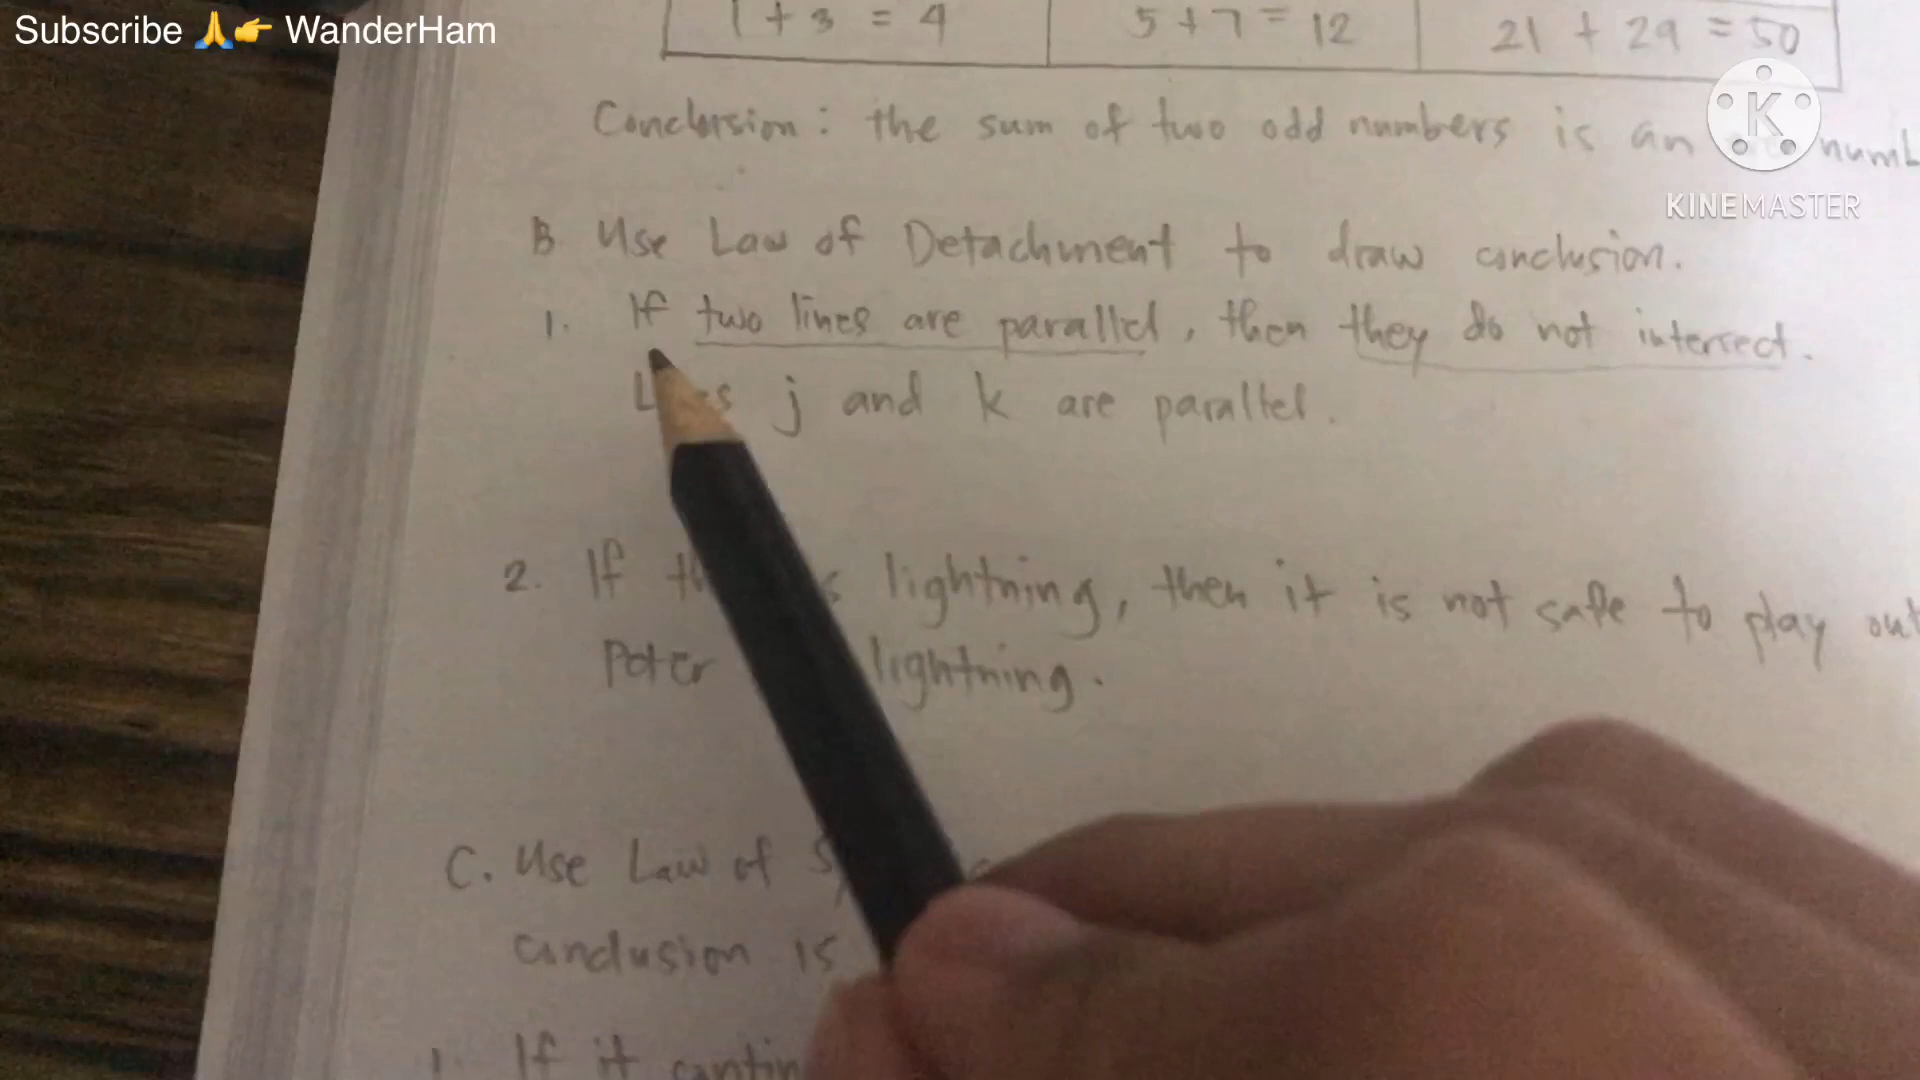 Subscribe 🙏👉 WanderHam
1 + 3 = 4 5 + 7 = 12 21 + 29 = 50
KINEMASTER
Conclusion : the sum of two odd numbers is an numb
B. Use Law of Detachment to draw conclusion.
1. If two lines are parallel, then they do not intersect.
j and k are parallel.
2. If lightning, then it is not safe to play out
Peter lightning.
C. Use Law of
conclusion is
1. If it contin